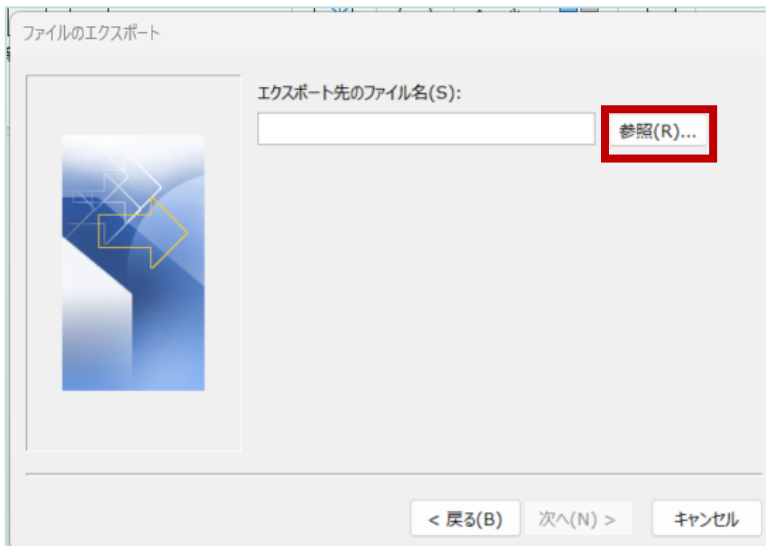 ファイルのエクスポート
エクスポート先のファイル名(S):
参照(R)...
< 戻る(B)
次へ(N) >
キャンセル